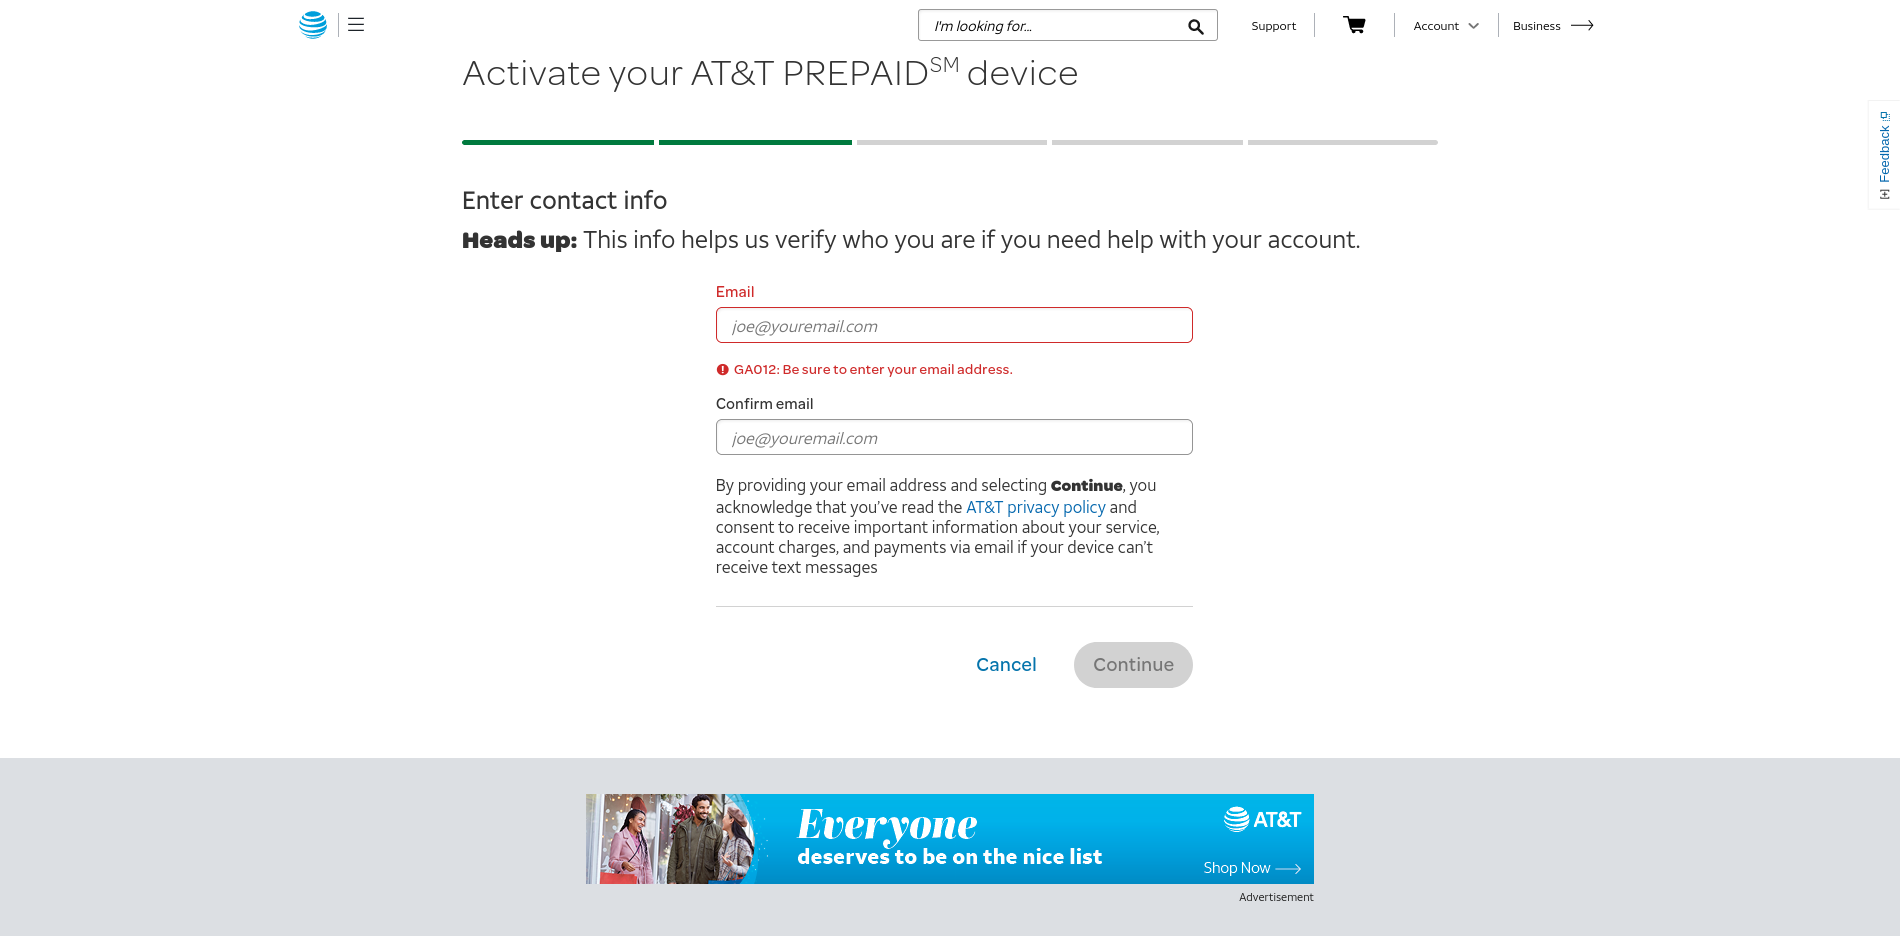 I'm looking for...
Support
Account
Business
Activate your AT&T PREPAID℠ device
Feedback
[+]
Enter contact info
Heads up: This info helps us verify who you are if you need help with your account.
Email
joe@youremail.com
GA012: Be sure to enter your email address.
Confirm email
joe@youremail.com
By providing your email address and selecting Continue, you
acknowledge that you've read the AT&T privacy policy and
consent to receive important information about your service,
account charges, and payments via email if your device can't
receive text messages
Cancel
Continue
Everyone
deserves to be on the nice list
AT&T
Shop Now
Advertisement